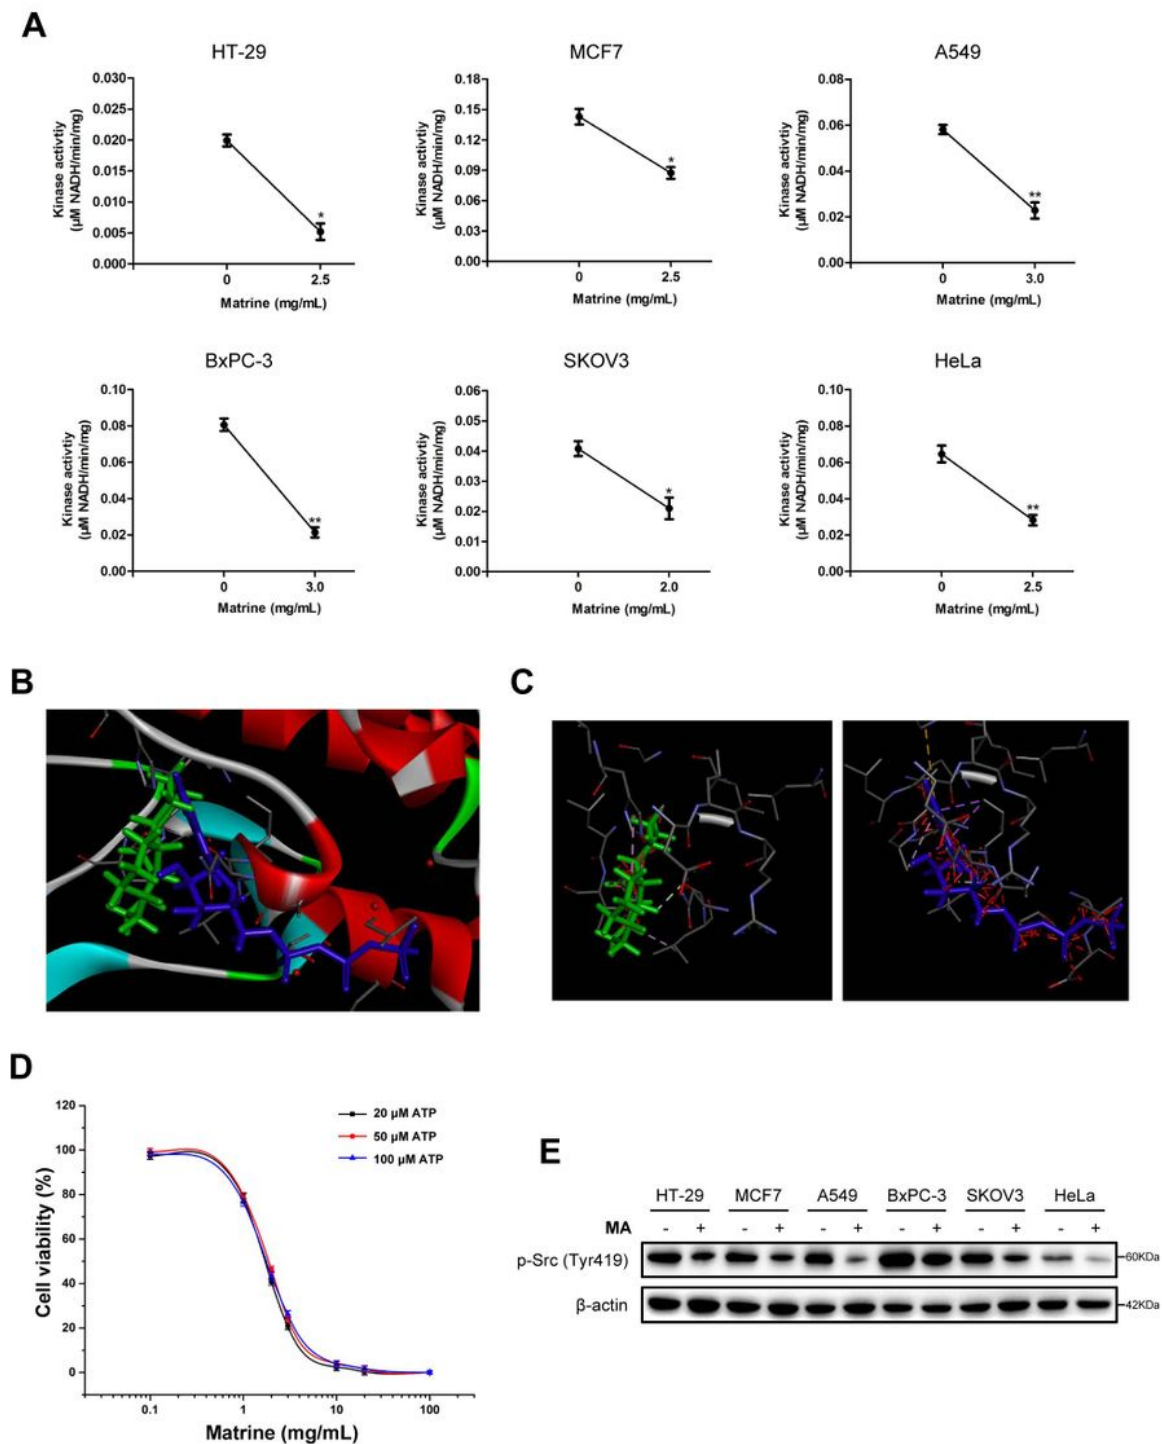 A
HT-29
Kinase activtiy
(µM NADH/min/mg)
0.030
0.025
0.020
0.015
0.010
0.005
0.000
*
0 2.5
Matrine (mg/mL)
MCF7
Kinase activtiy
(µM NADH/min/mg)
0.18
0.15
0.12
0.09
0.06
0.03
0.00
*
0 2.5
Matrine (mg/mL)
A549
Kinase activtiy
(µM NADH/min/mg)
0.08
0.06
0.04
0.02
0.00
**
0 3.0
Matrine (mg/mL)
BxPC-3
Kinase activtiy
(µM NADH/min/mg)
0.10
0.08
0.06
0.04
0.02
0.00
**
0 3.0
Matrine (mg/mL)
SKOV3
Kinase activtiy
(µM NADH/min/mg)
0.06
0.05
0.04
0.03
0.02
0.01
0.00
*
0 2.0
Matrine (mg/mL)
HeLa
Kinase activtiy
(µM NADH/min/mg)
0.10
0.08
0.06
0.04
0.02
0.00
**
0 2.5
Matrine (mg/mL)
B
C
D
Cell viability (%)
120
100
80
60
40
20
0
20 µM ATP
50 µM ATP
100 µM ATP
0.1 1 10 100
Matrine (mg/mL)
E
HT-29 MCF7 A549 BxPC-3 SKOV3 HeLa
MA - + - + - + - + - + - +
p-Src (Tyr419) 60KDa
β-actin 42KDa